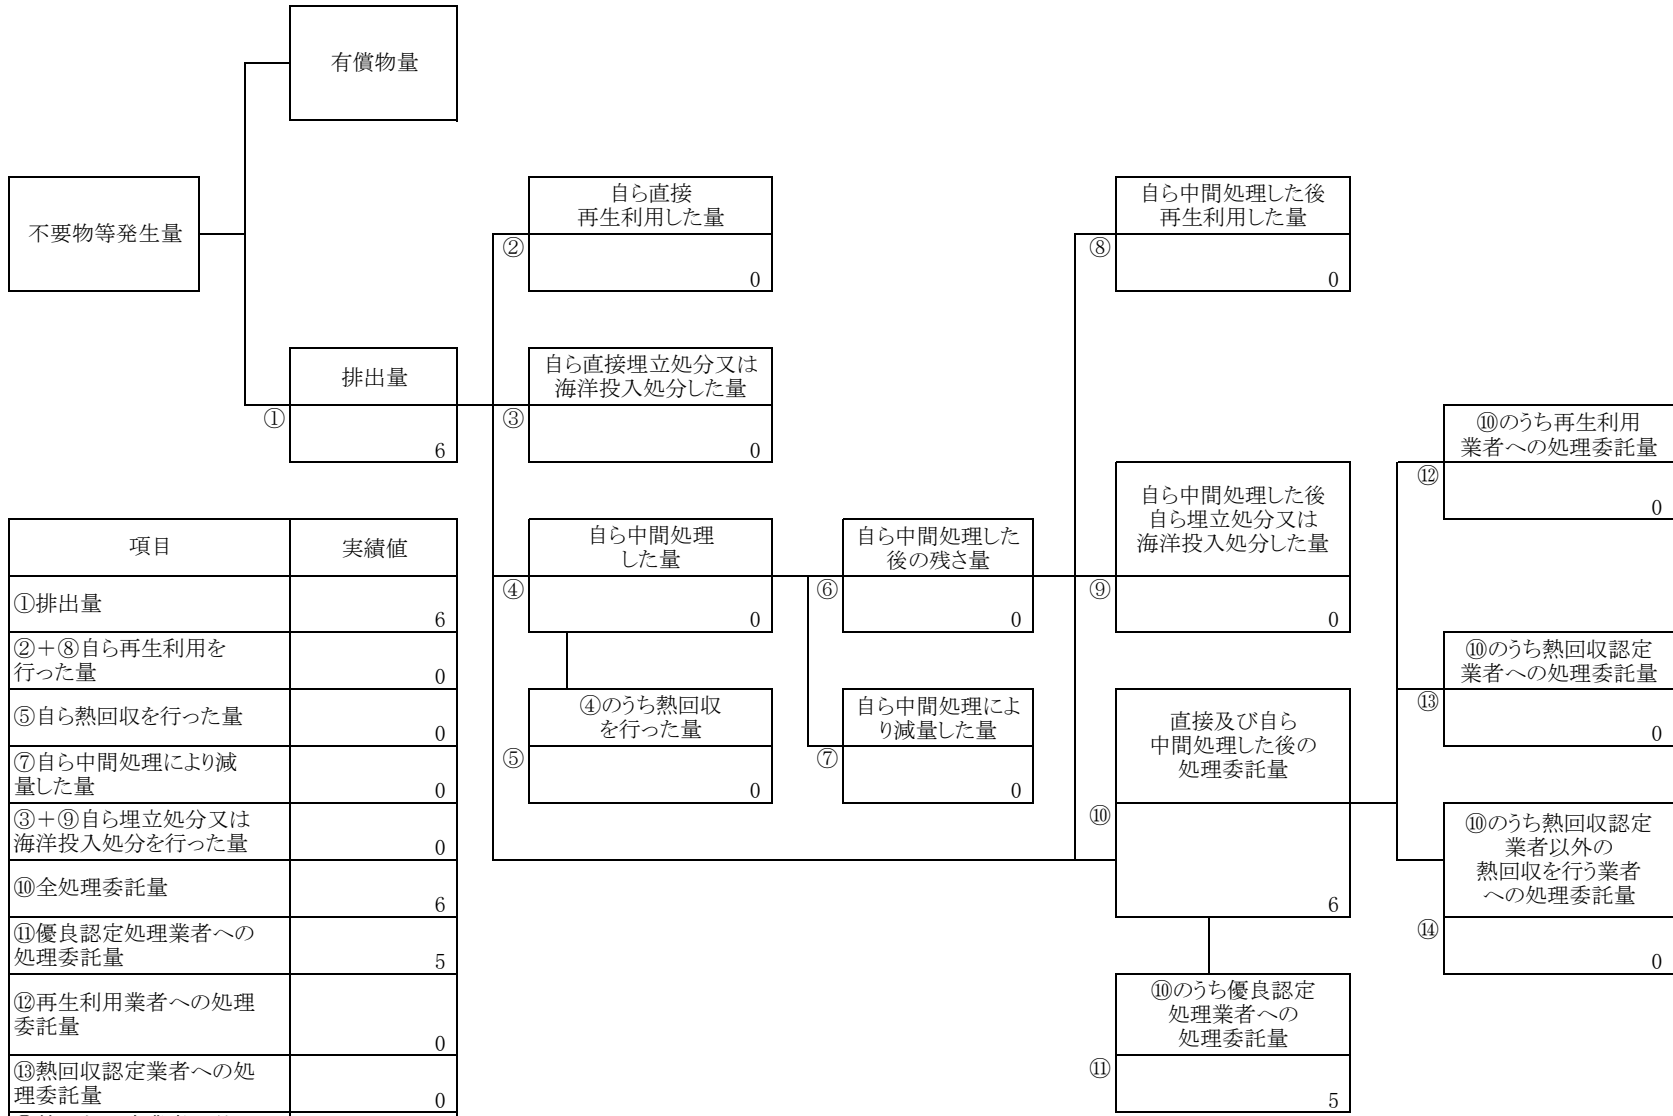 有償物量
不要物等発生量
自ら直接
再生利用した量
②
0
自ら中間処理した後
再生利用した量
⑧
0
排出量
①
6
自ら直接埋立処分又は
海洋投入処分した量
③
0
⑩のうち再生利用
業者への処理委託量
⑫
0
自ら中間処理
した量
④
0
自ら中間処理した
後の残さ量
⑥
0
自ら中間処理した後
自ら埋立処分又は
海洋投入処分した量
⑨
0
⑩のうち熱回収認定
業者への処理委託量
⑬
0
④のうち熱回収
を行った量
⑤
0
自ら中間処理によ
り減量した量
⑦
0
直接及び自ら
中間処理した後の
処理委託量
⑩
6
⑩のうち熱回収認定
業者以外の
熱回収を行う業者
への処理委託量
⑭
0
⑩のうち優良認定
処理業者への
処理委託量
⑪
5
項目 実績値
①排出量
6
②+⑧自ら再生利用を
行った量
0
⑤自ら熱回収を行った量
0
⑦自ら中間処理により減
量した量
0
③+⑨自ら埋立処分又は
海洋投入処分を行った量
0
⑩全処理委託量
6
⑪優良認定処理業者への
処理委託量
5
⑫再生利用業者への処理
委託量
0
⑬熱回収認定業者への処
理委託量
0